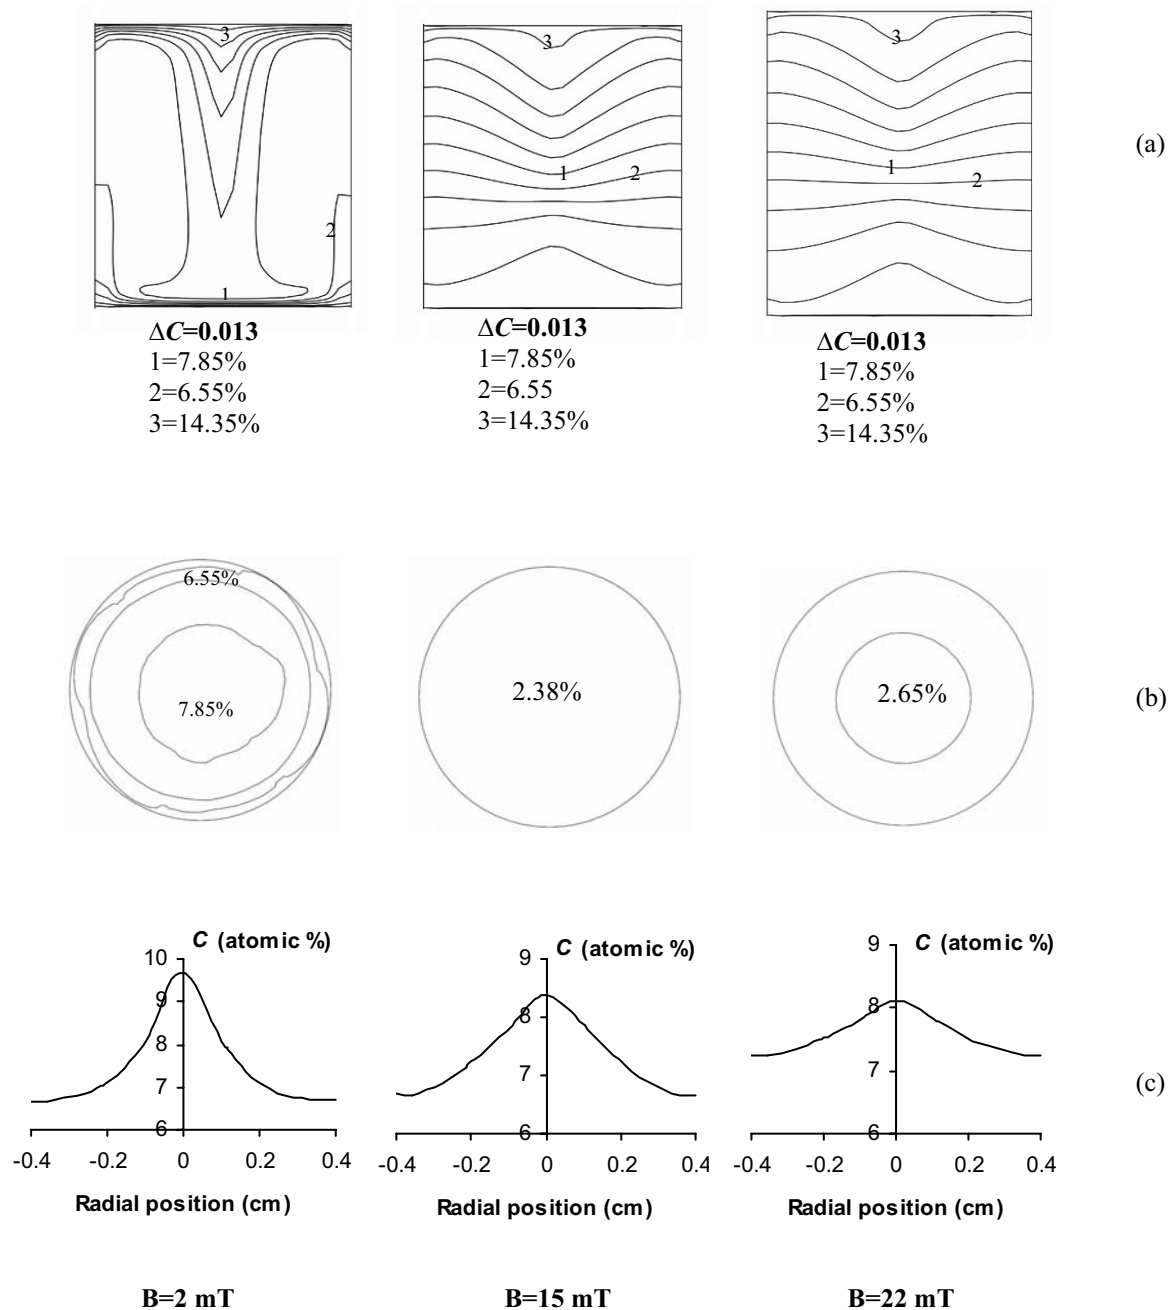 3
3
3
1
2
1
2
2
1
(a)
ΔC=0.013
1=7.85%
2=6.55%
3=14.35%
ΔC=0.013
1=7.85%
2=6.55
3=14.35%
ΔC=0.013
1=7.85%
2=6.55%
3=14.35%
6.55%
7.85%
2.38%
2.65%
(b)
C (atomic %)
10
9
8
7
6
-0.4 -0.2 0 0.2 0.4
Radial position (cm)
C (atomic %)
9
8
7
6
-0.4 -0.2 0 0.2 0.4
Radial position (cm)
C (atomic %)
9
8
7
6
-0.4 -0.2 0 0.2 0.4
Radial position (cm)
(c)
B=2 mT
B=15 mT
B=22 mT